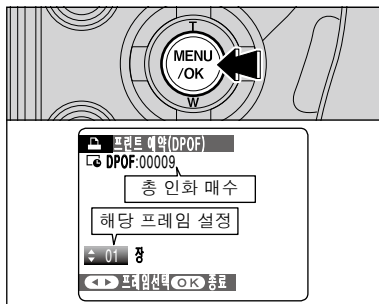 T
MENU
/OK
W
프린트 예약(DPOF)
DPOF:00009
총 인화 매수
해당 프레임 설정
01 장
프레임선택 OK 종료